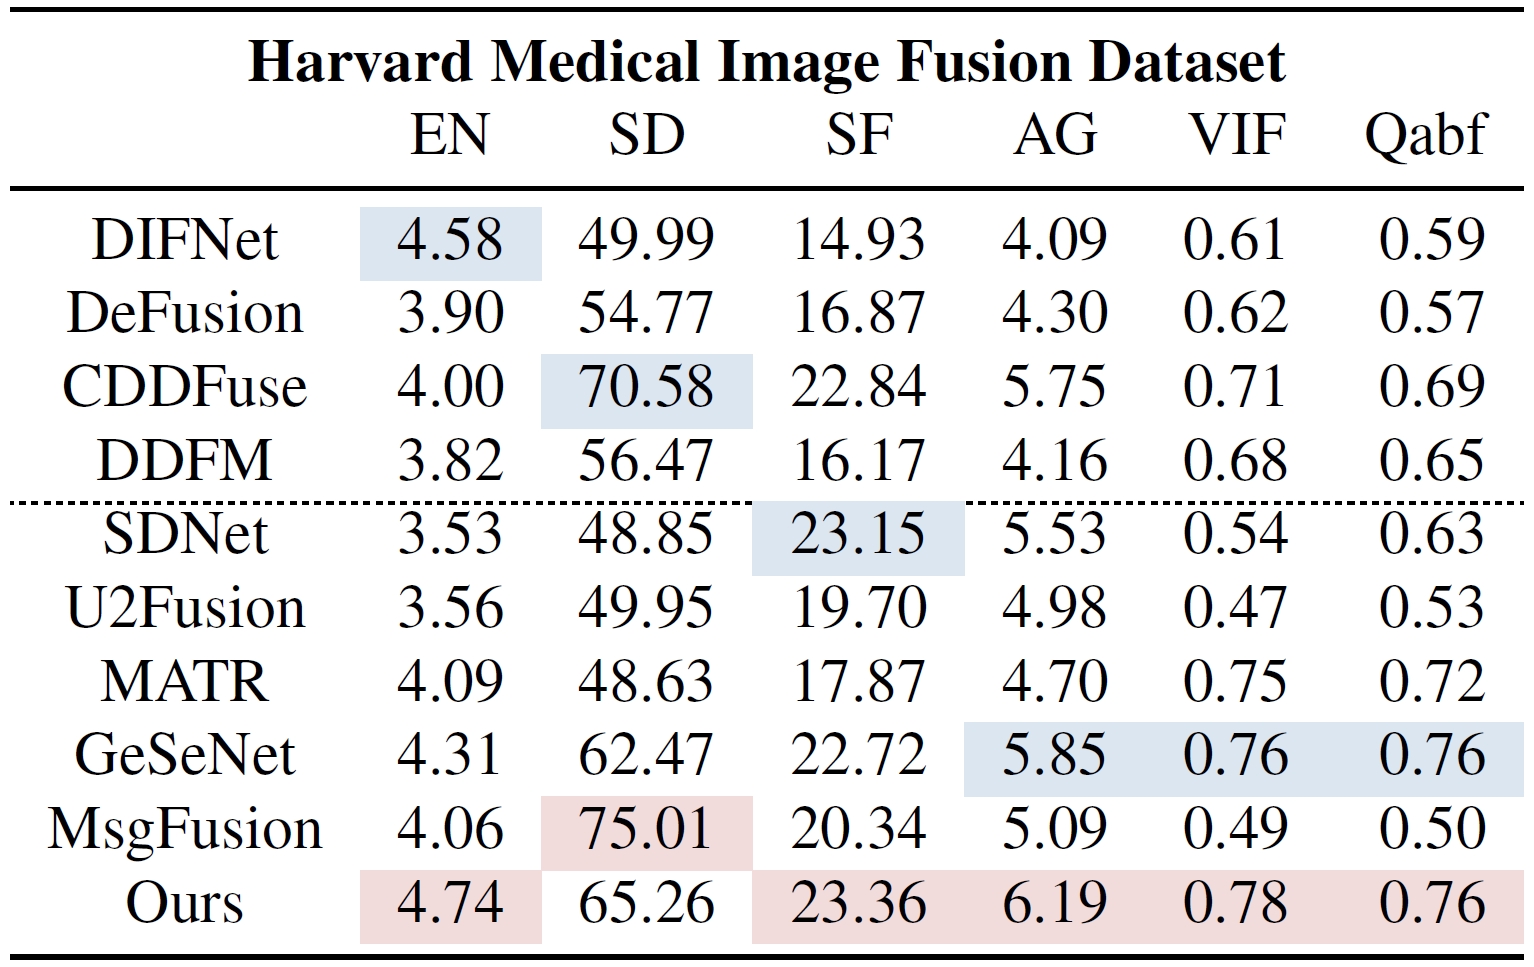 Harvard Medical Image Fusion Dataset
EN SD SF AG VIF Qabf
DIFNet 4.58 49.99 14.93 4.09 0.61 0.59
DeFusion 3.90 54.77 16.87 4.30 0.62 0.57
CDDFuse 4.00 70.58 22.84 5.75 0.71 0.69
DDFM 3.82 56.47 16.17 4.16 0.68 0.65
SDNet 3.53 48.85 23.15 5.53 0.54 0.63
U2Fusion 3.56 49.95 19.70 4.98 0.47 0.53
MATR 4.09 48.63 17.87 4.70 0.75 0.72
GeSeNet 4.31 62.47 22.72 5.85 0.76 0.76
MsgFusion 4.06 75.01 20.34 5.09 0.49 0.50
Ours 4.74 65.26 23.36 6.19 0.78 0.76